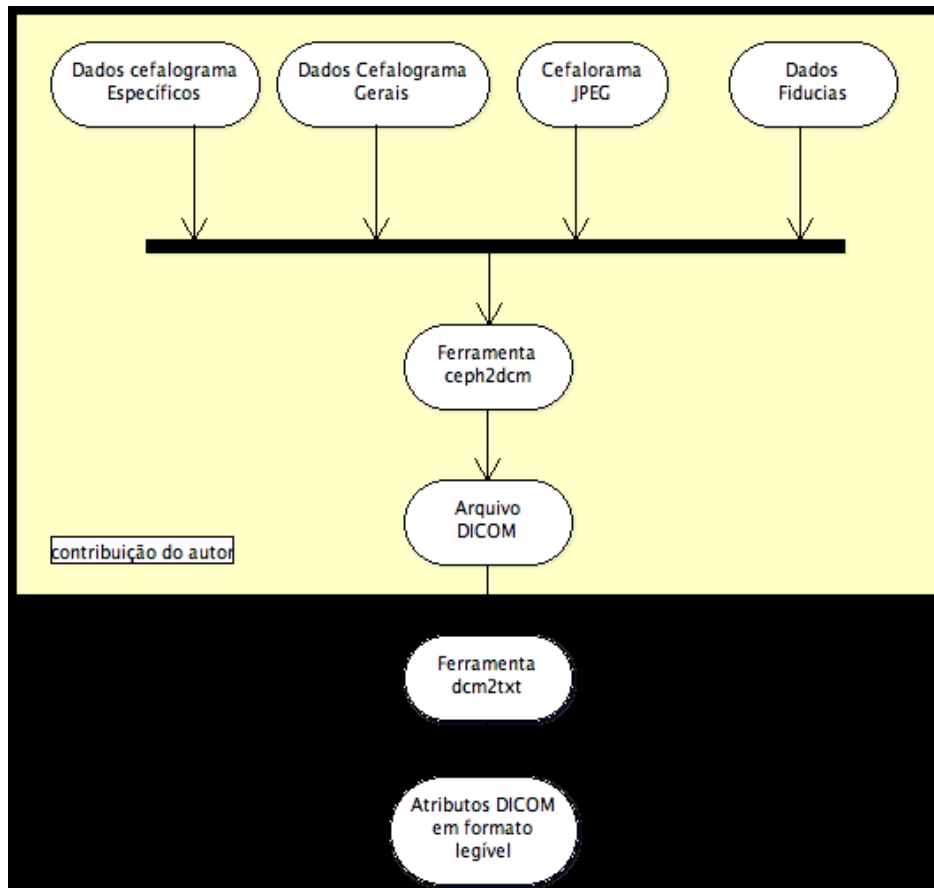 Dados cefalograma
Específicos
Dados Cefalograma
Gerais
Cefalorama
JPEG
Dados
Fiducias
Ferramenta
ceph2dcm
Arquivo
DICOM
contribuição do autor
Ferramenta
dcm2txt
Atributos DICOM
em formato
legível